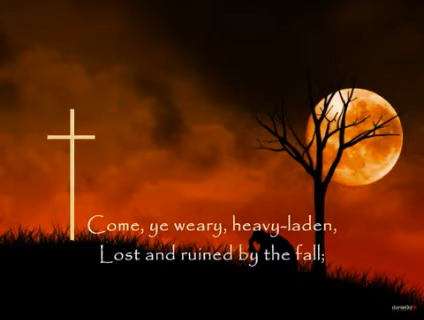 Come, ye weary, heavy-laden,
Lost and ruined by the fall;